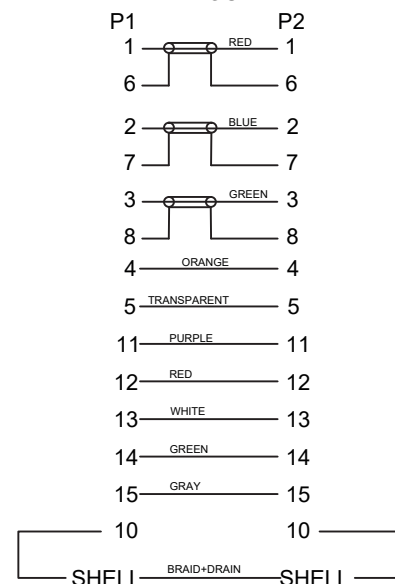 P1 P2
1 RED 1
6 6
2 BLUE 2
7 7
3 GREEN 3
8 8
4 ORANGE 4
5 TRANSPARENT 5
11 PURPLE 11
12 RED 12
13 WHITE 13
14 GREEN 14
15 GRAY 15
10 10
SHELL BRAID+DRAIN SHELL